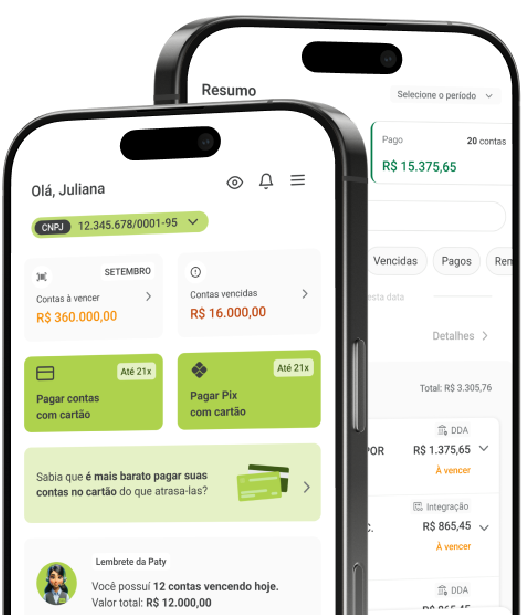 Resumo
Selecione o período
Pago
20 contas
R$ 15.375,65
Vencidas
Pagos
esta data
Detalhes
Total: R$ 3.305,76
DDA
R$ 1.375,65
À vencer
Integração
R$ 865,45
À vencer
DDA
Olá, Juliana
CNPJ 12.345.678/0001-95
SETEMBRO
Contas à vencer
R$ 360.000,00
Contas vencidas
R$ 16.000,00
Até 21x
Pagar contas
com cartão
Até 21x
Pagar Pix
com cartão
Sabia que é mais barato pagar suas
contas no cartão do que atrasa-las?
Lembrete da Paty
Você possuí 12 contas vencendo hoje.
Valor total: R$ 12.000,00